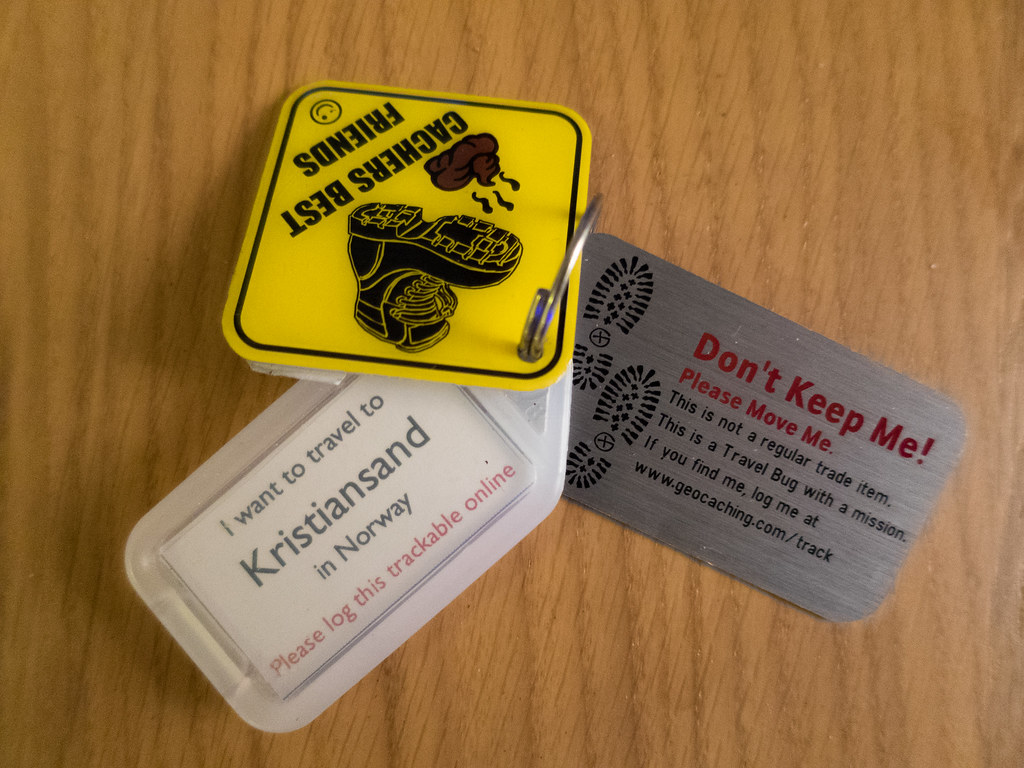 CACHERS BEST
FRIENDS
I want to travel to
Kristiansand
in Norway
Please log this trackable online
Don't Keep Me!
Please Move Me.
This is not a regular trade item.
This is a Travel Bug with a mission.
If you find me, log me at
www.geocaching.com/track